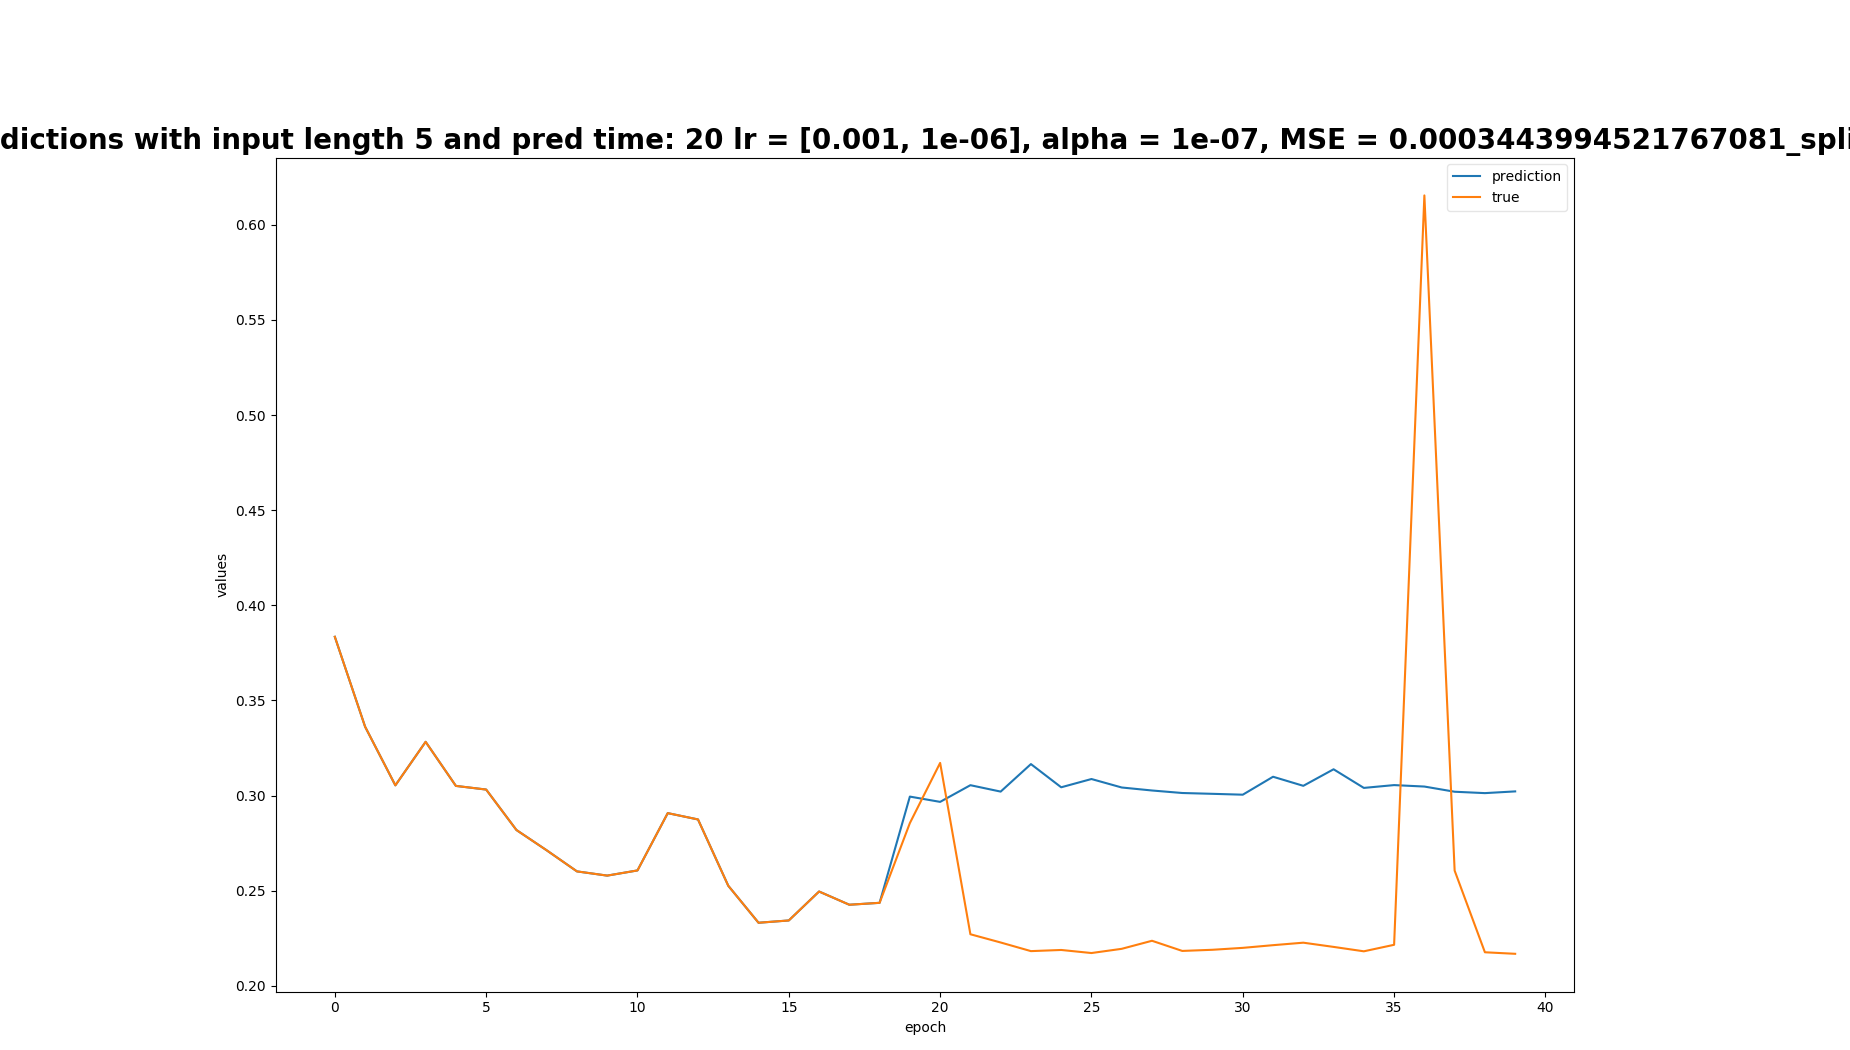 dictions with input length 5 and pred time: 20 lr = [0.001, 1e-06], alpha = 1e-07, MSE = 0.0003443994521767081_spli
prediction
true
0.60
0.55
0.50
0.45
0.40
0.35
0.30
0.25
0.20
values
0 5 10 15 20 25 30 35 40
epoch